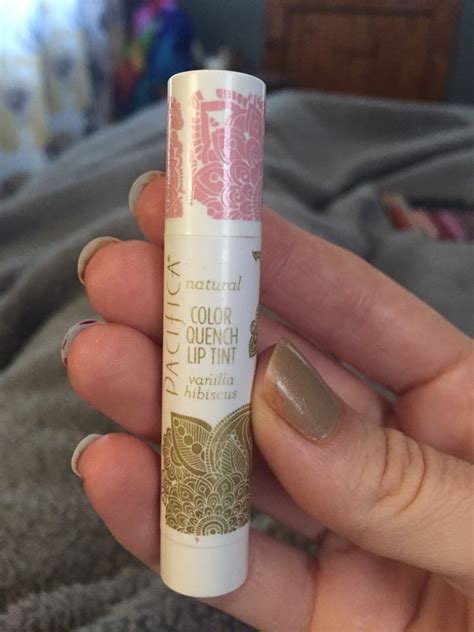 PACIFICA
natural
COLOR
QUENCH
LIP TINT
vanilla
hibiscus